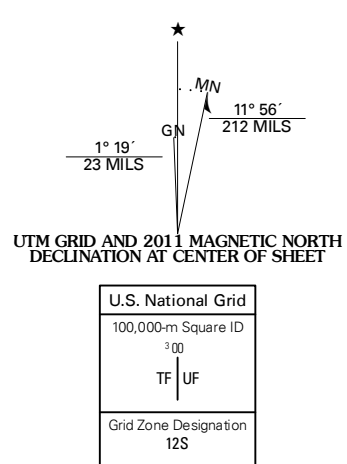 ★
MN
GN
11° 56´
212 MILS
1° 19´
23 MILS
UTM GRID AND 2011 MAGNETIC NORTH
DECLINATION AT CENTER OF SHEET
U.S. National Grid
100,000-m Square ID
³00
TF UF
Grid Zone Designation
12S